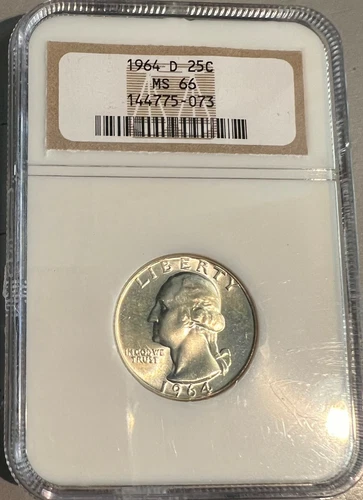 1964 D 25C
MS 66
144775-073
LIBERTY
IN GOD WE
TRUST
1964